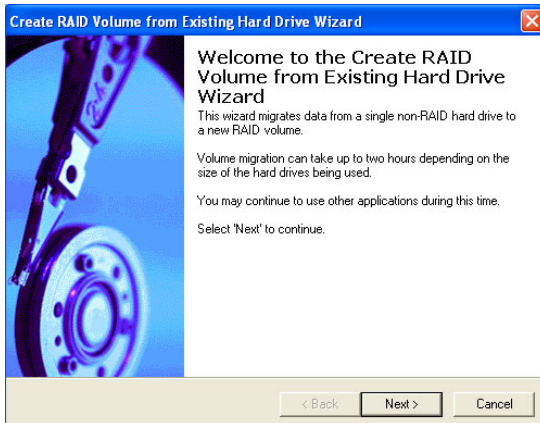 Create RAID Volume from Existing Hard Drive Wizard
Welcome to the Create RAID
Volume from Existing Hard Drive
Wizard
This wizard migrates data from a single non-RAID hard drive to
a new RAID volume.
Volume migration can take up to two hours depending on the
size of the hard drives being used.
You may continue to use other applications during this time.
Select 'Next' to continue.
< Back
Next >
Cancel